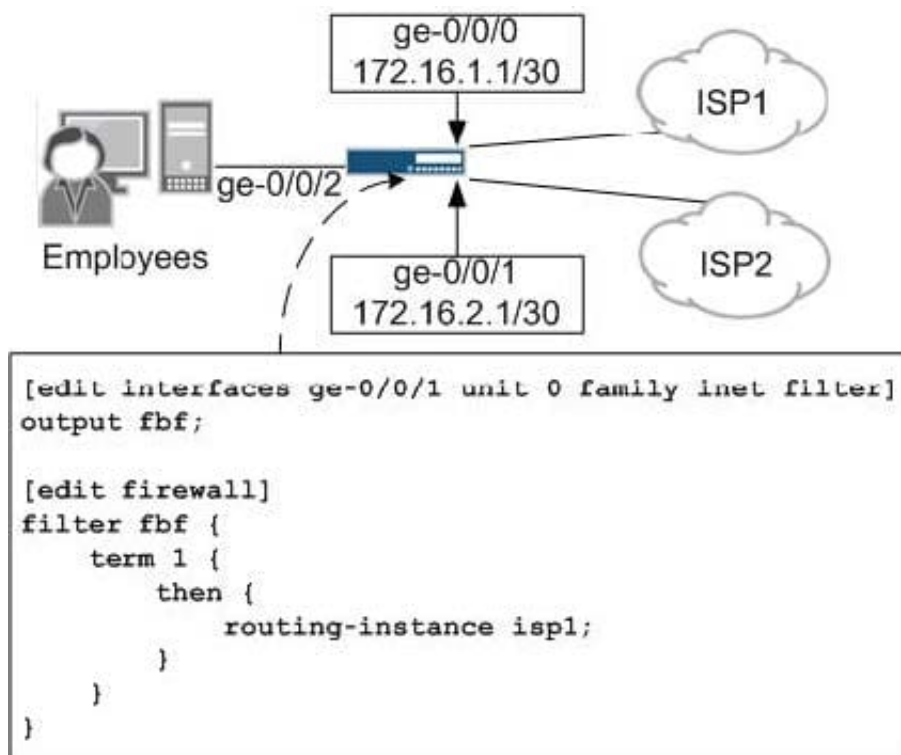 ge-0/0/0
172.16.1.1/30
ISP1
ge-0/0/2
Employees
ISP2
ge-0/0/1
172.16.2.1/30
[edit interfaces ge-0/0/1 unit 0 family inet filter]
output fbf;
[edit firewall]
filter fbf {
term 1 {
then {
routing-instance isp1;
}
}
}